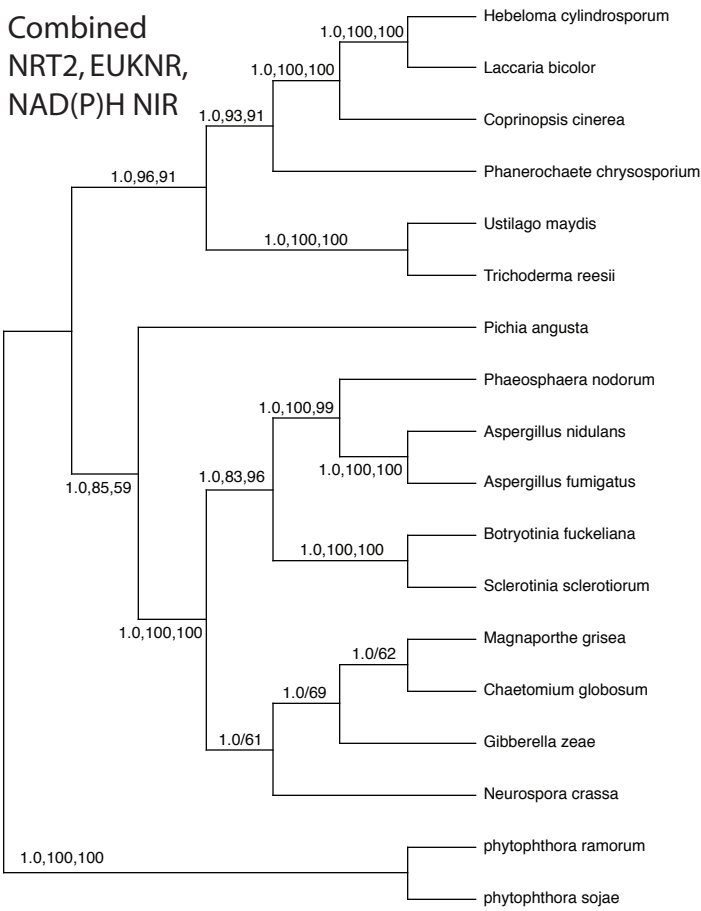 Combined
NRT2, EUKNR,
NAD(P)H NIR
Hebeloma cylindrosporum
1.0,100,100
Laccaria bicolor
1.0,100,100
Coprinopsis cinerea
1.0,93,91
Phanerochaete chrysosporium
1.0,96,91
Ustilago maydis
1.0,100,100
Trichoderma reesii
Pichia angusta
Phaeosphaera nodorum
1.0,100,99
Aspergillus nidulans
1.0,100,100
Aspergillus fumigatus
1.0,83,96
1.0,85,59
Botryotinia fuckeliana
1.0,100,100
Sclerotinia sclerotiorum
1.0,100,100
Magnaporthe grisea
1.0/62
Chaetomium globosum
1.0/69
Gibberella zeae
1.0/61
Neurospora crassa
phytophthora ramorum
1.0,100,100
phytophthora sojae